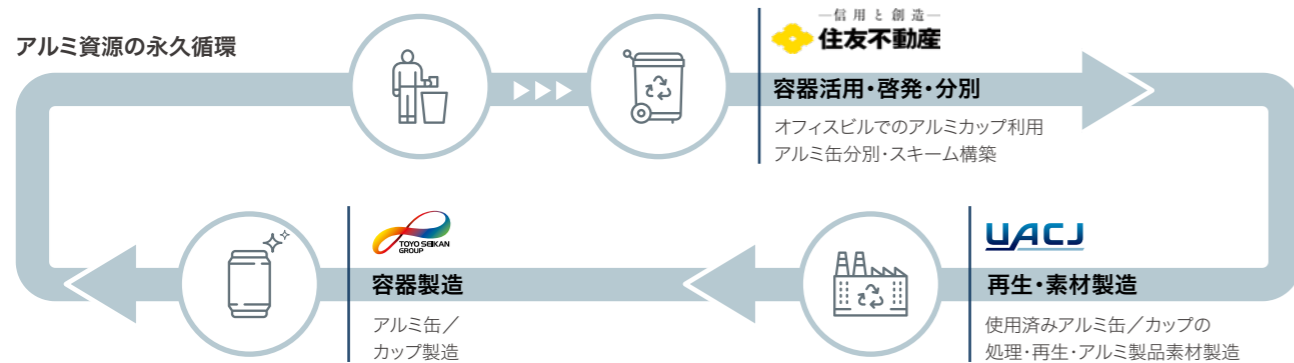 アルミ資源の永久循環
―信用と創造―
住友不動産
容器活用・啓発・分別
オフィスビルでのアルミカップ利用
アルミ缶分別・スキーム構築
TOYO SEIKAN
GROUP
容器製造
アルミ缶／
カップ製造
UACJ
再生・素材製造
使用済みアルミ缶／カップの
処理・再生・アルミ製品素材製造